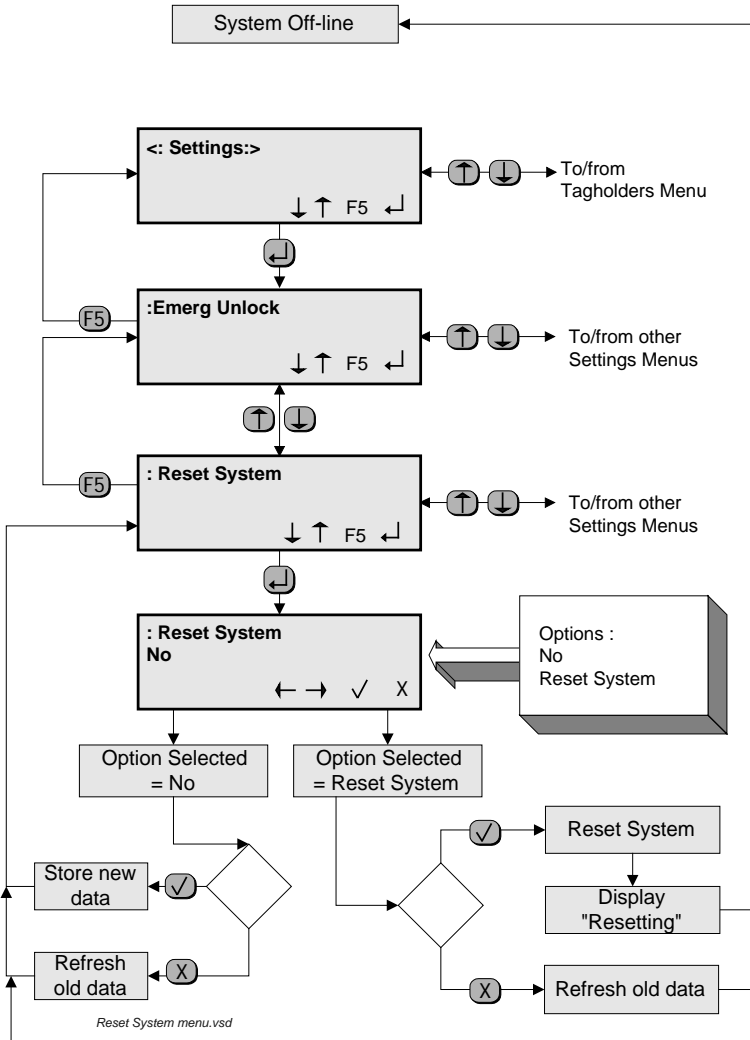 System Off-line
<: Settings:>
↓ ↑ F5 ↵
↑ ↓
To/from
Tagholders Menu
↵
F5
:Emerg Unlock
↓ ↑ F5 ↵
↑ ↓
To/from other
Settings Menus
↑ ↓
F5
: Reset System
↓ ↑ F5 ↵
↑ ↓
To/from other
Settings Menus
↵
: Reset System
No
← → √ X
Options :
No
Reset System
Option Selected
= No
Option Selected
= Reset System
√
Reset System
Store new
data
√
Display
"Resetting"
Refresh
old data
X
X
Refresh old data
Reset System menu.vsd